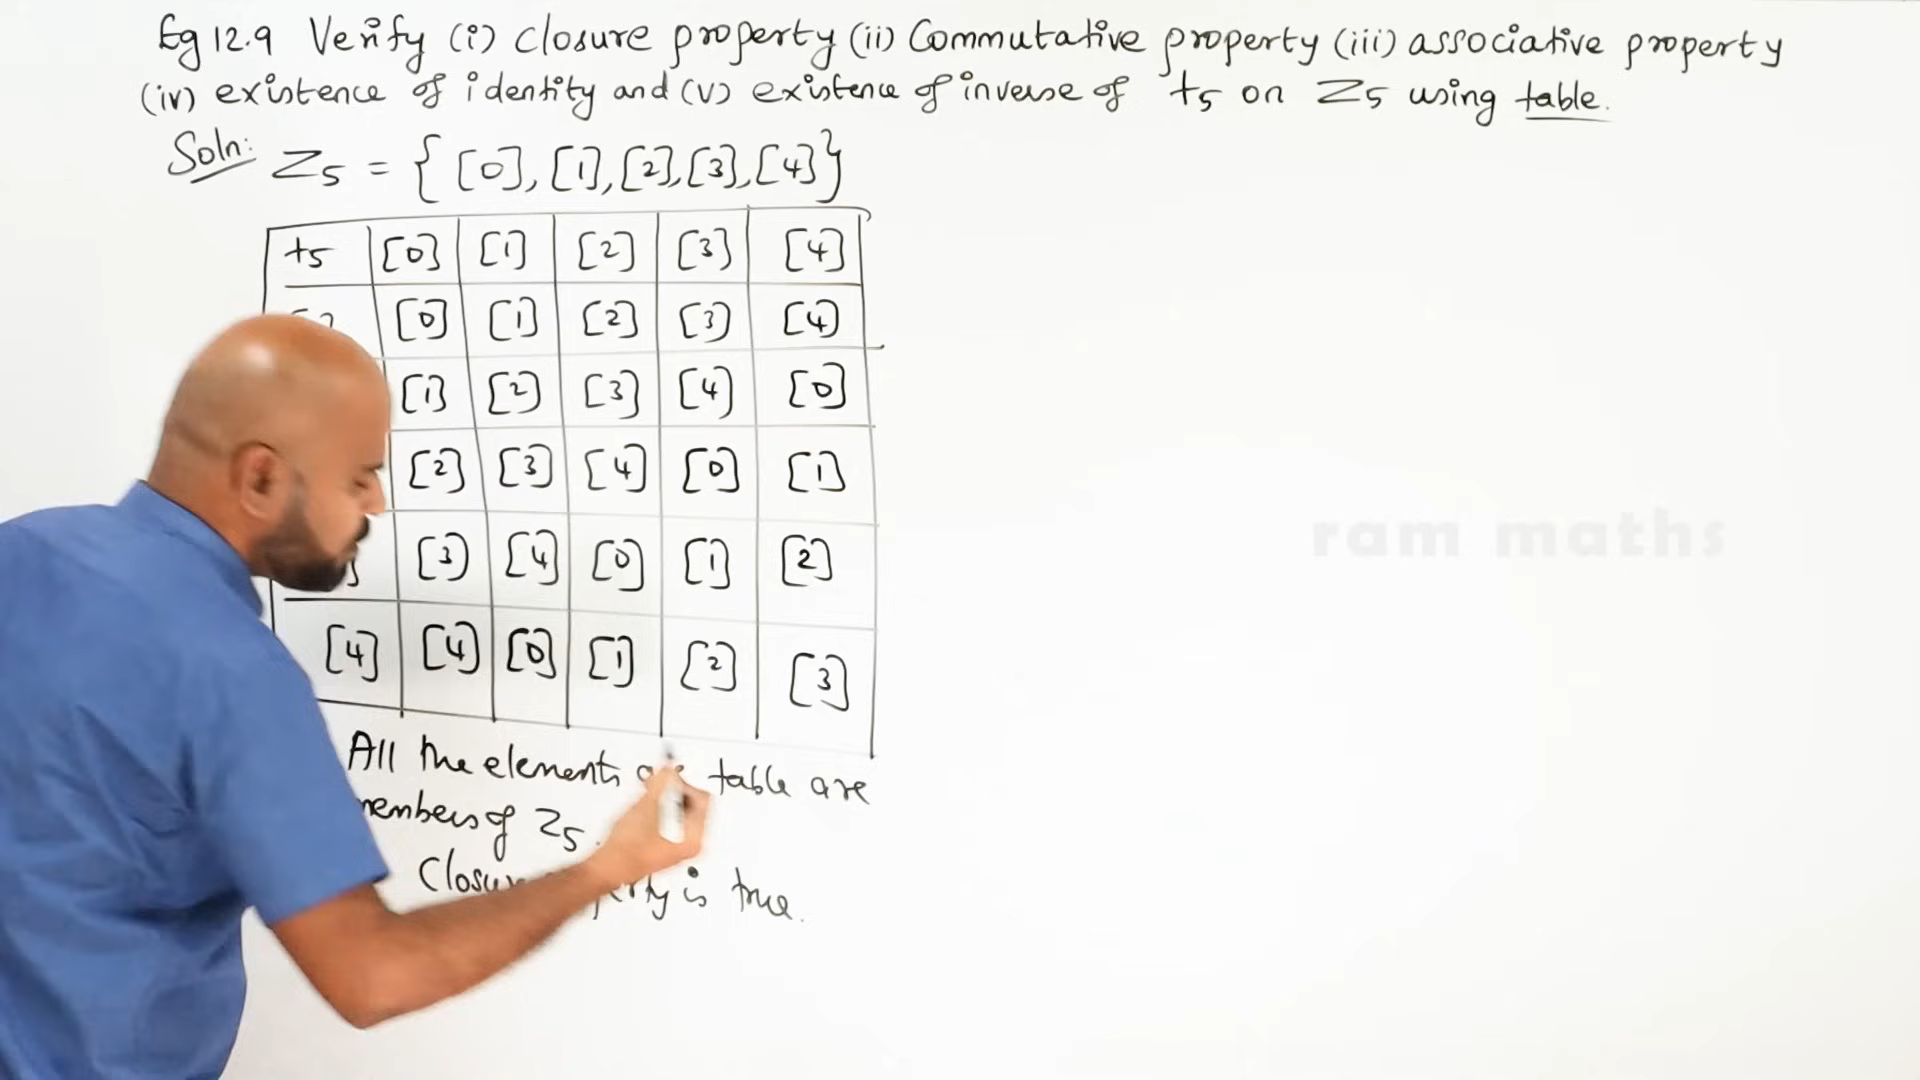 Eg 12.9 Verify (i) closure property (ii) Commutative property (iii) associative property
(iv) existence of identity and (v) existence of inverse of +5 on Z5 using table.
Soln: Z5 = { [0], [1], [2], [3], [4] }
+5 [0] [1] [2] [3] [4]
[0] [1] [2] [3] [4]
[1] [2] [3] [4] [0]
[2] [3] [4] [0] [1]
[3] [4] [0] [1] [2]
[4] [4] [0] [1] [2] [3]
All the elements table are
of Z5.
is true.
ram maths